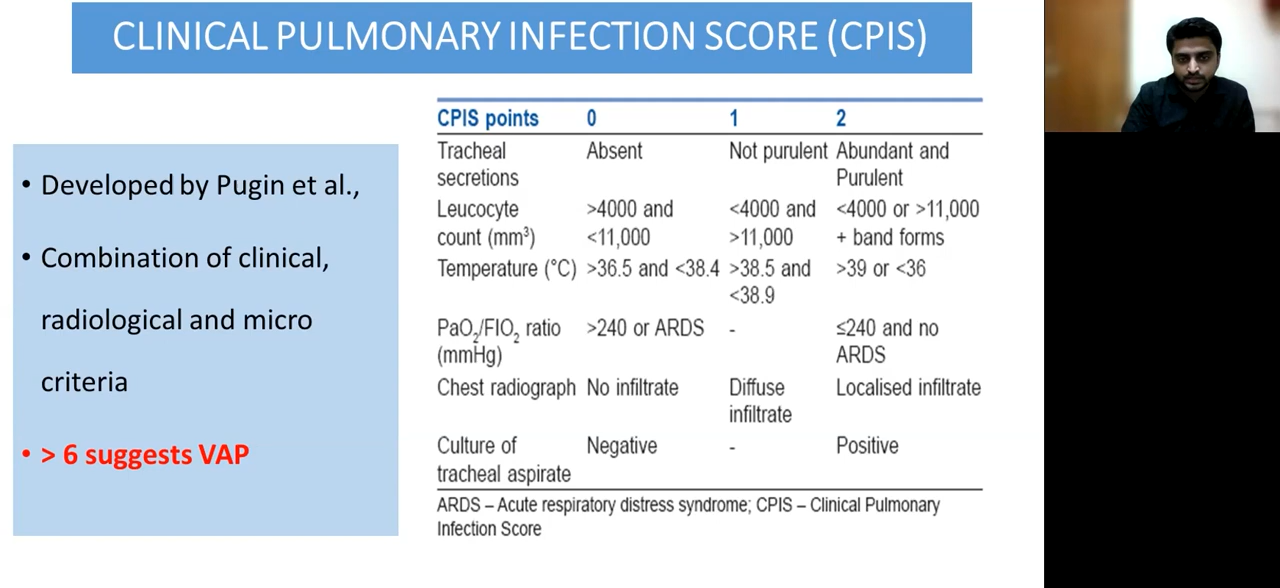 CLINICAL PULMONARY INFECTION SCORE (CPIS)
• Developed by Pugin et al.,
• Combination of clinical,
radiological and micro
criteria
• > 6 suggests VAP
CPIS points 0 1 2
Tracheal Absent Not purulent Abundant and
secretions Purulent
Leucocyte >4000 and <4000 and <4000 or >11,000
count (mm³) <11,000 >11,000 + band forms
Temperature (°C) >36.5 and <38.4 >38.5 and >39 or <36
<38.9
PaO₂/FIO₂ ratio >240 or ARDS - ≤240 and no
(mmHg) ARDS
Chest radiograph No infiltrate Diffuse Localised infiltrate
infiltrate
Culture of Negative - Positive
tracheal aspirate
ARDS – Acute respiratory distress syndrome; CPIS – Clinical Pulmonary
Infection Score